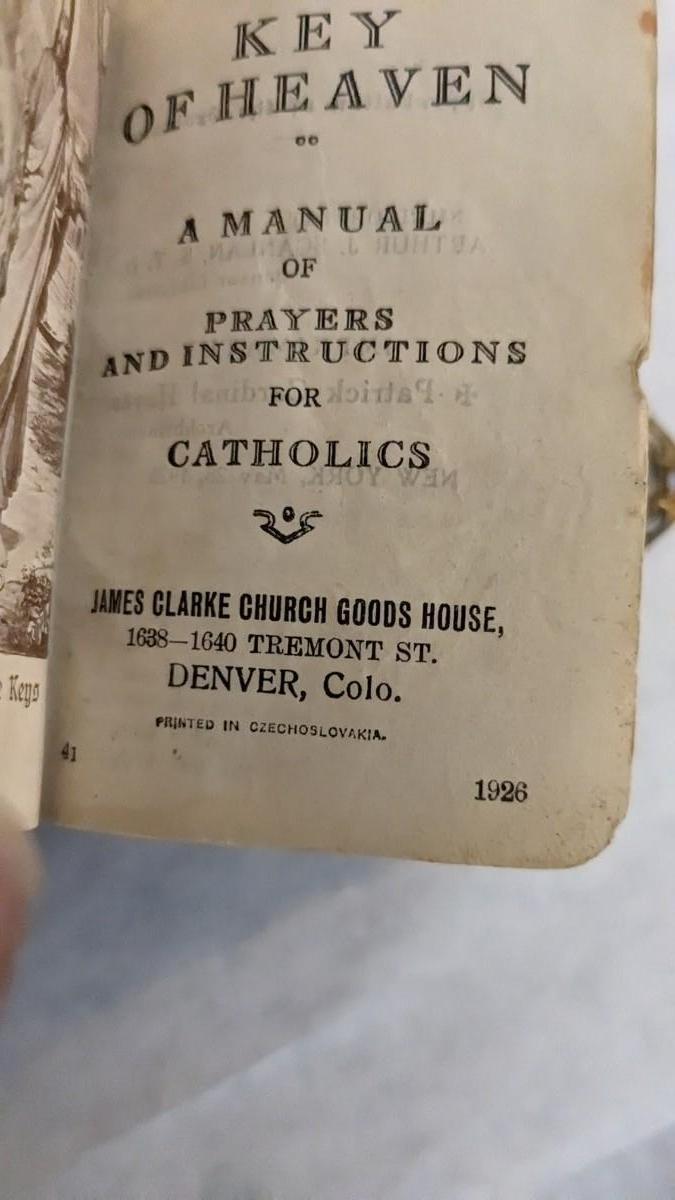 KEY
OF HEAVEN
A MANUAL
OF
PRAYERS
AND INSTRUCTIONS
FOR
CATHOLICS
JAMES CLARKE CHURCH GOODS HOUSE,
1638—1640 TREMONT ST.
DENVER, Colo.
PRINTED IN CZECHOSLOVAKIA.
41
1926
Keys